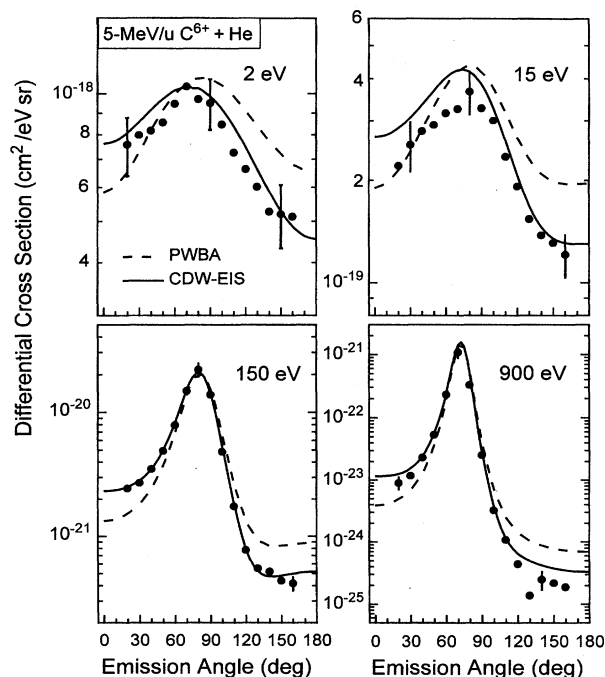 5-MeV/u C⁶⁺ + He
2 eV
15 eV
10⁻¹⁸
8
6
4
6
4
2
10⁻¹⁹
PWBA
CDW-EIS
Differential Cross Section (cm²/eV sr)
150 eV
900 eV
10⁻²⁰
10⁻²¹
10⁻²¹
10⁻²²
10⁻²³
10⁻²⁴
10⁻²⁵
0 30 60 90 120 150 180
0 30 60 90 120 150 180
Emission Angle (deg)
Emission Angle (deg)